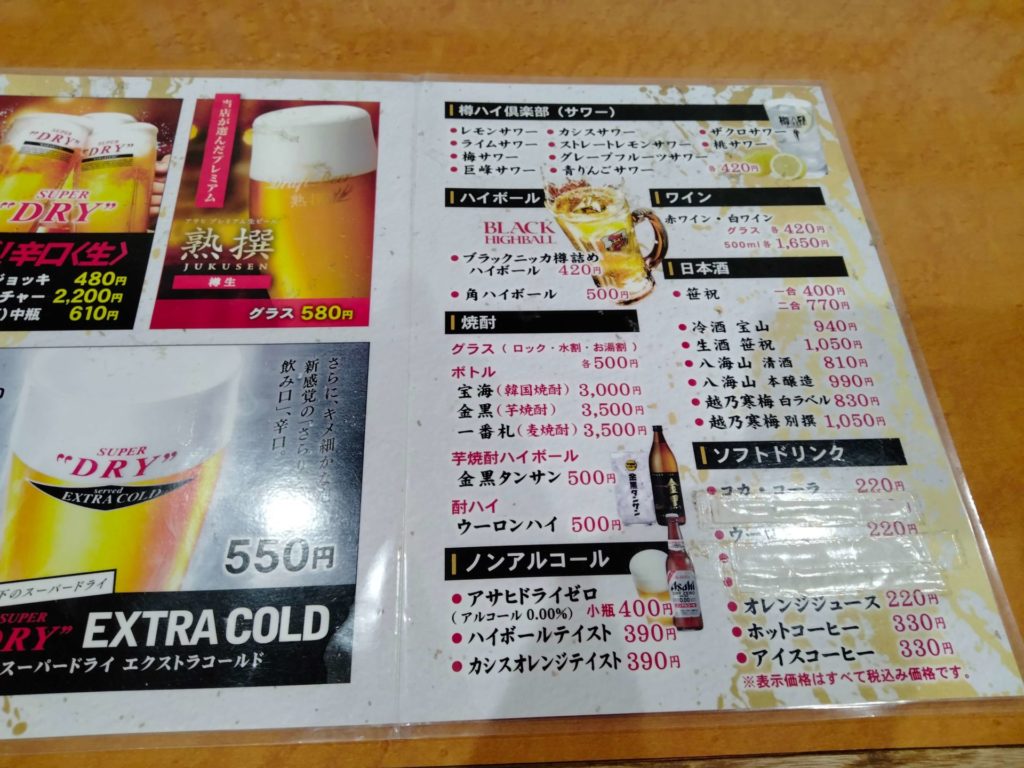 SUPER
"DRY"
DRY
SUPER
"DRY"
辛口〈生〉
ジョッキ 480円
チャー 2,200円
中瓶 610円
当店が選んだプレミアム
アサヒプレミアム生ビール
熟撰
JUKUSEN
樽生
グラス 580円
さらに、キメ細かな
新感覚の「さら
飲み口」、辛口。
SUPER
"DRY"
served
EXTRA COLD
550円
下のスーパードライ
SUPER
DRY" EXTRA COLD
スーパードライ エクストラコールド
樽ハイ倶楽部（サワー）
•レモンサワー •カシスサワー •ザクロサワー
•ライムサワー •ストレートレモンサワー •桃サワー
•梅サワー •グレープフルーツサワー
•巨峰サワー •青りんごサワー 各420円
ハイボール
BLACK
HIGHBALL
•ブラックニッカ樽詰め
ハイボール 420円
•角ハイボール 500円
焼酎
グラス（ロック・水割・お湯割）
各500円
ボトル
宝海(韓国焼酎) 3,000円
金黒(芋焼酎) 3,500円
一番札(麦焼酎) 3,500円
芋焼酎ハイボール
金黒タンサン 500円
金黒タンサン
金黒
酎ハイ
ウーロンハイ 500円
ノンアルコール
•アサヒドライゼロ
(アルコール 0.00%) 小瓶 400円
•ハイボールテイスト 390円
•カシスオレンジテイスト 390円
Asahi
ワイン
赤ワイン・白ワイン
グラス 各420円
500ml 各1,650円
日本酒
•笹祝 一合 400円
二合 770円
•冷酒 宝山 940円
•生酒 笹祝 1,050円
•八海山 清酒 810円
•八海山 本醸造 990円
•越乃寒梅 白ラベル 830円
•越乃寒梅 別撰 1,050円
ソフトドリンク
•コカ・コーラ 220円
•ウーロ 220円
•オレンジジュース 220円
•ホットコーヒー 330円
•アイスコーヒー 330円
※表示価格はすべて税込み価格です。